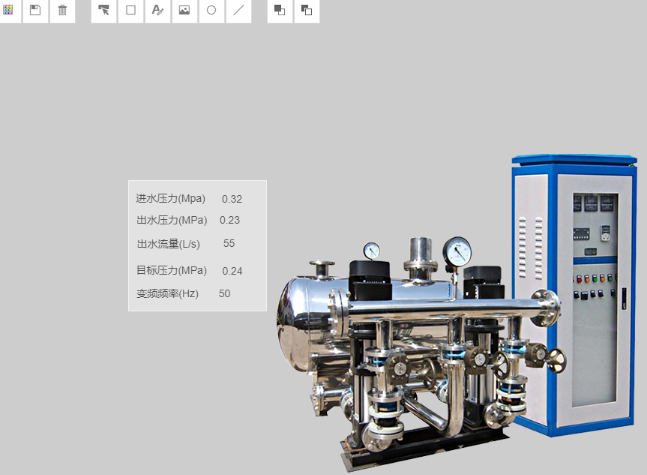 进水压力(Mpa) 0.32
出水压力(MPa) 0.23
出水流量(L/s) 55
目标压力(MPa) 0.24
变频频率(Hz) 50